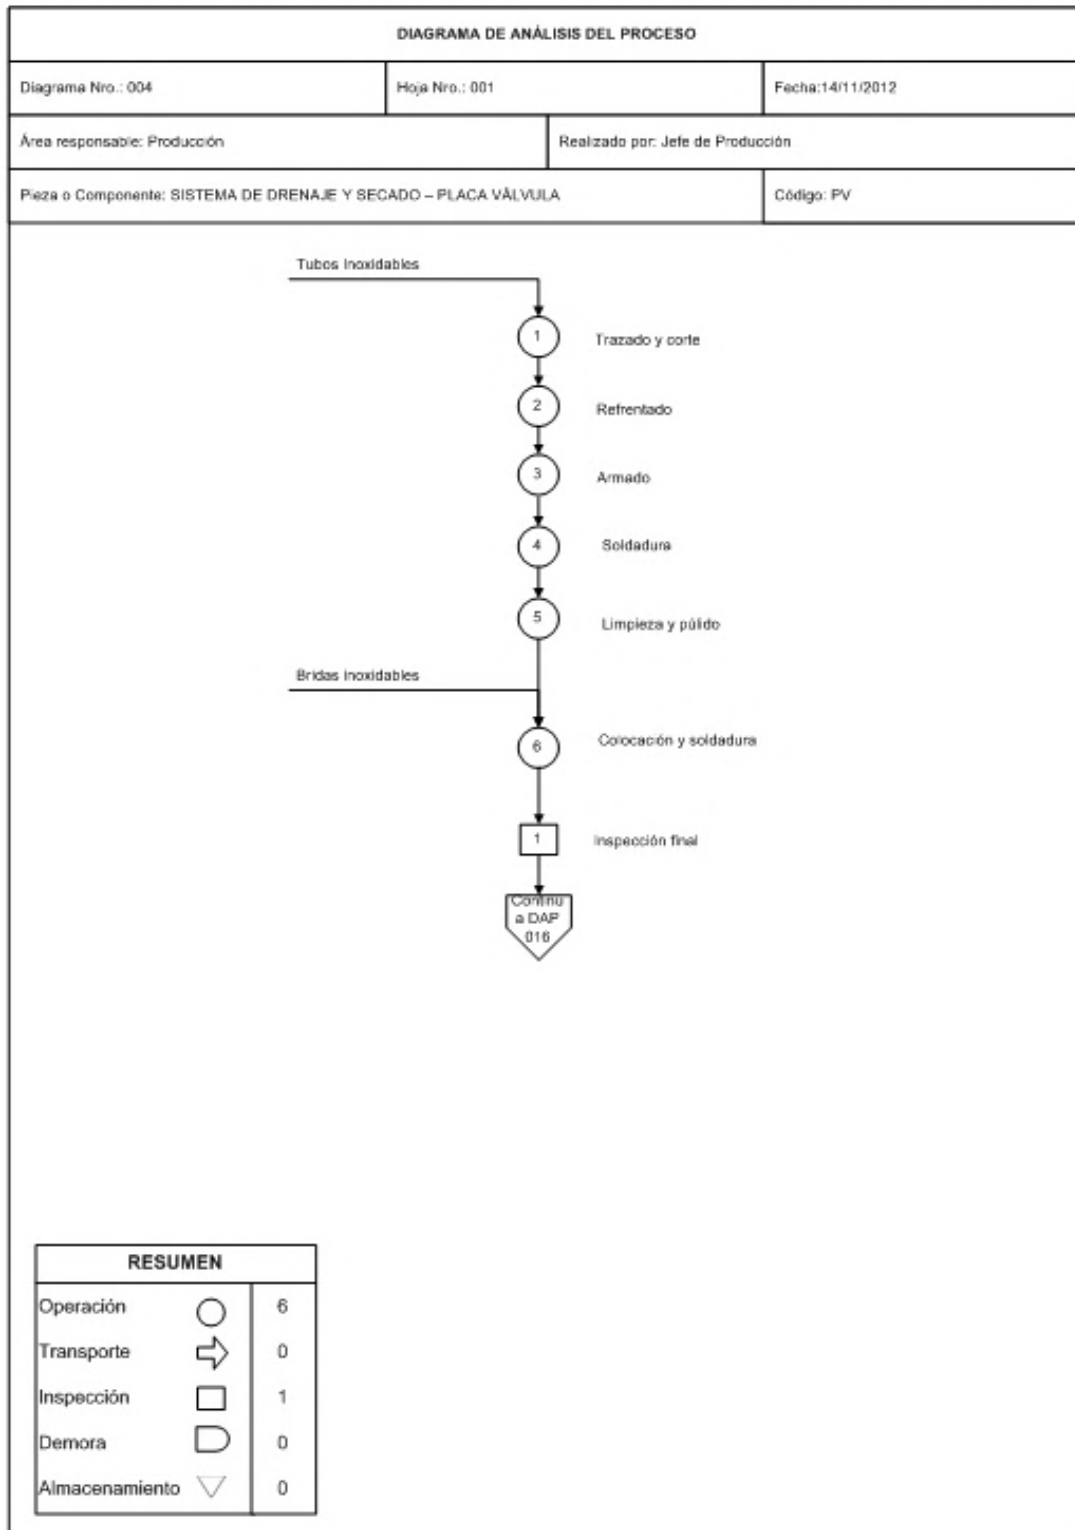 DIAGRAMA DE ANÁLISIS DEL PROCESO
Diagrama Nro.: 004
Hoja Nro.: 001
Fecha:14/11/2012
Área responsable: Producción
Realizado por: Jefe de Producción
Pieza o Componente: SISTEMA DE DRENAJE Y SECADO – PLACA VÁLVULA
Código: PV
Tubos Inoxidables
1
Trazado y corte
2
Refrentado
3
Armado
4
Soldadura
5
Limpieza y púlido
Bridas inoxidables
6
Colocación y soldadura
1
Inspección final
Continú
a DAP
016
RESUMEN
Operación 6
Transporte 0
Inspección 1
Demora 0
Almacenamiento 0